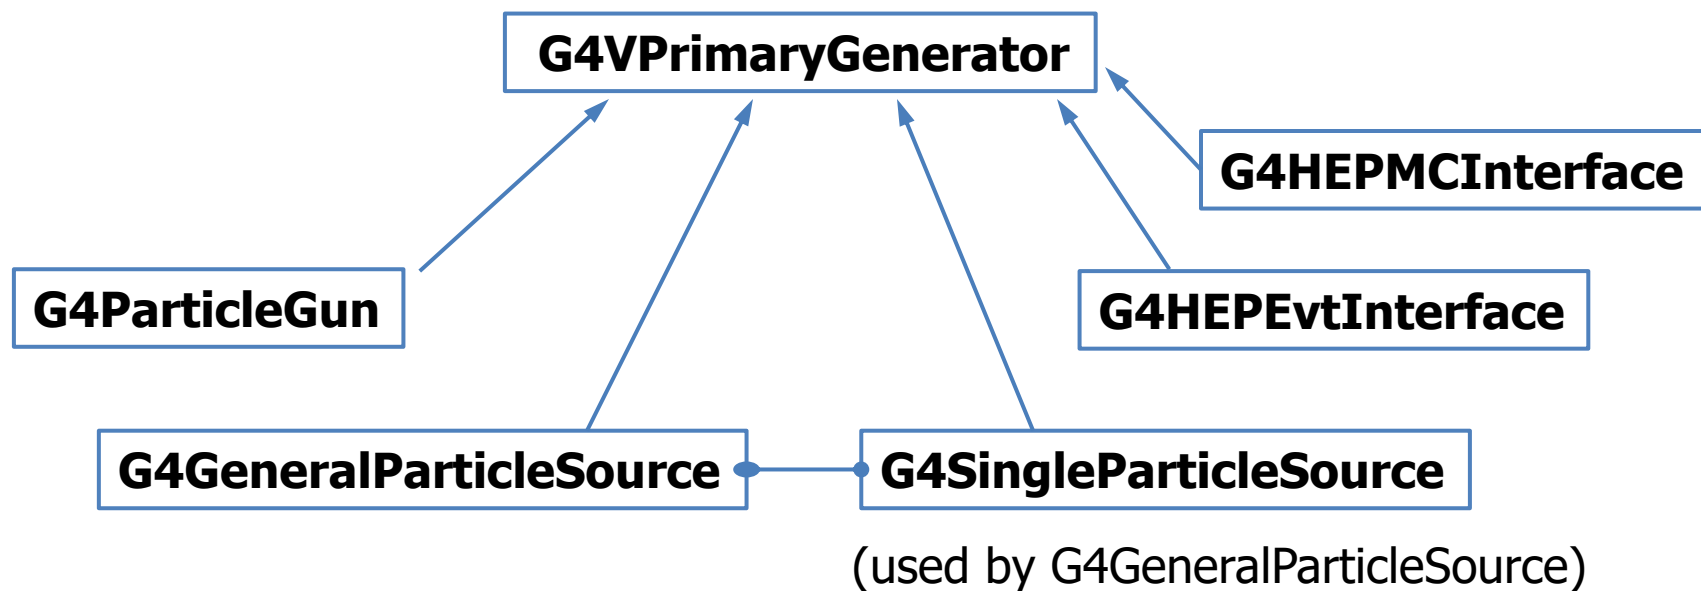 G4VPrimaryGenerator
G4HEPMCInterface
G4ParticleGun
G4HEPEvtInterface
G4GeneralParticleSource
G4SingleParticleSource
(used by G4GeneralParticleSource)